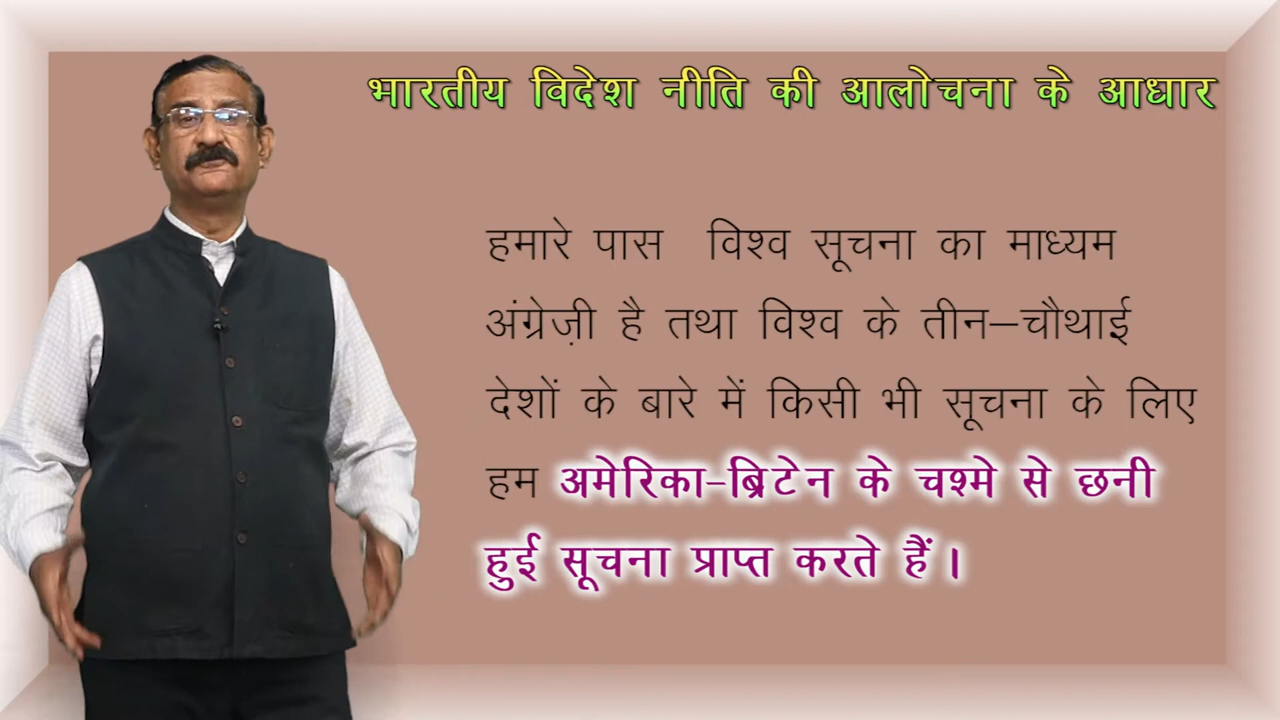 भारतीय विदेश नीति की आलोचना के आधार
हमारे पास विश्व सूचना का माध्यम
अंग्रेज़ी है तथा विश्व के तीन–चौथाई
देशों के बारे में किसी भी सूचना के लिए
हम अमेरिका-ब्रिटेन के चश्मे से छनी
हुई सूचना प्राप्त करते हैं।